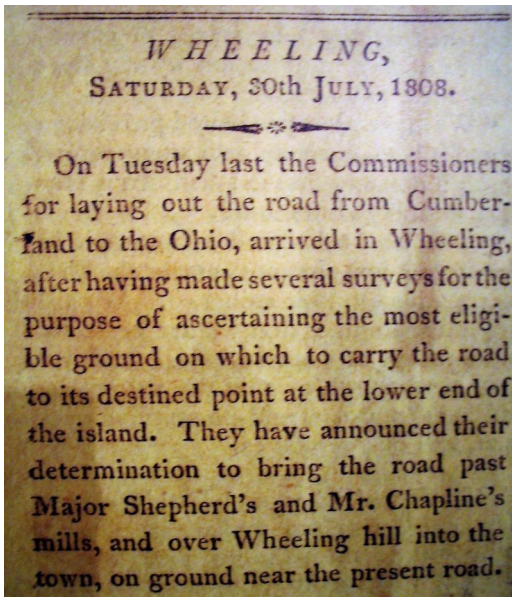 WHEELING,
SATURDAY, 30th JULY, 1808.
On Tuesday last the Commissioners
for laying out the road from Cumber-
land to the Ohio, arrived in Wheeling,
after having made several surveys for the
purpose of ascertaining the most eligi-
ble ground on which to carry the road
to its destined point at the lower end of
the island. They have announced their
determination to bring the road past
Major Shepherd's and Mr. Chapline's
mills, and over Wheeling hill into the
town, on ground near the present road.